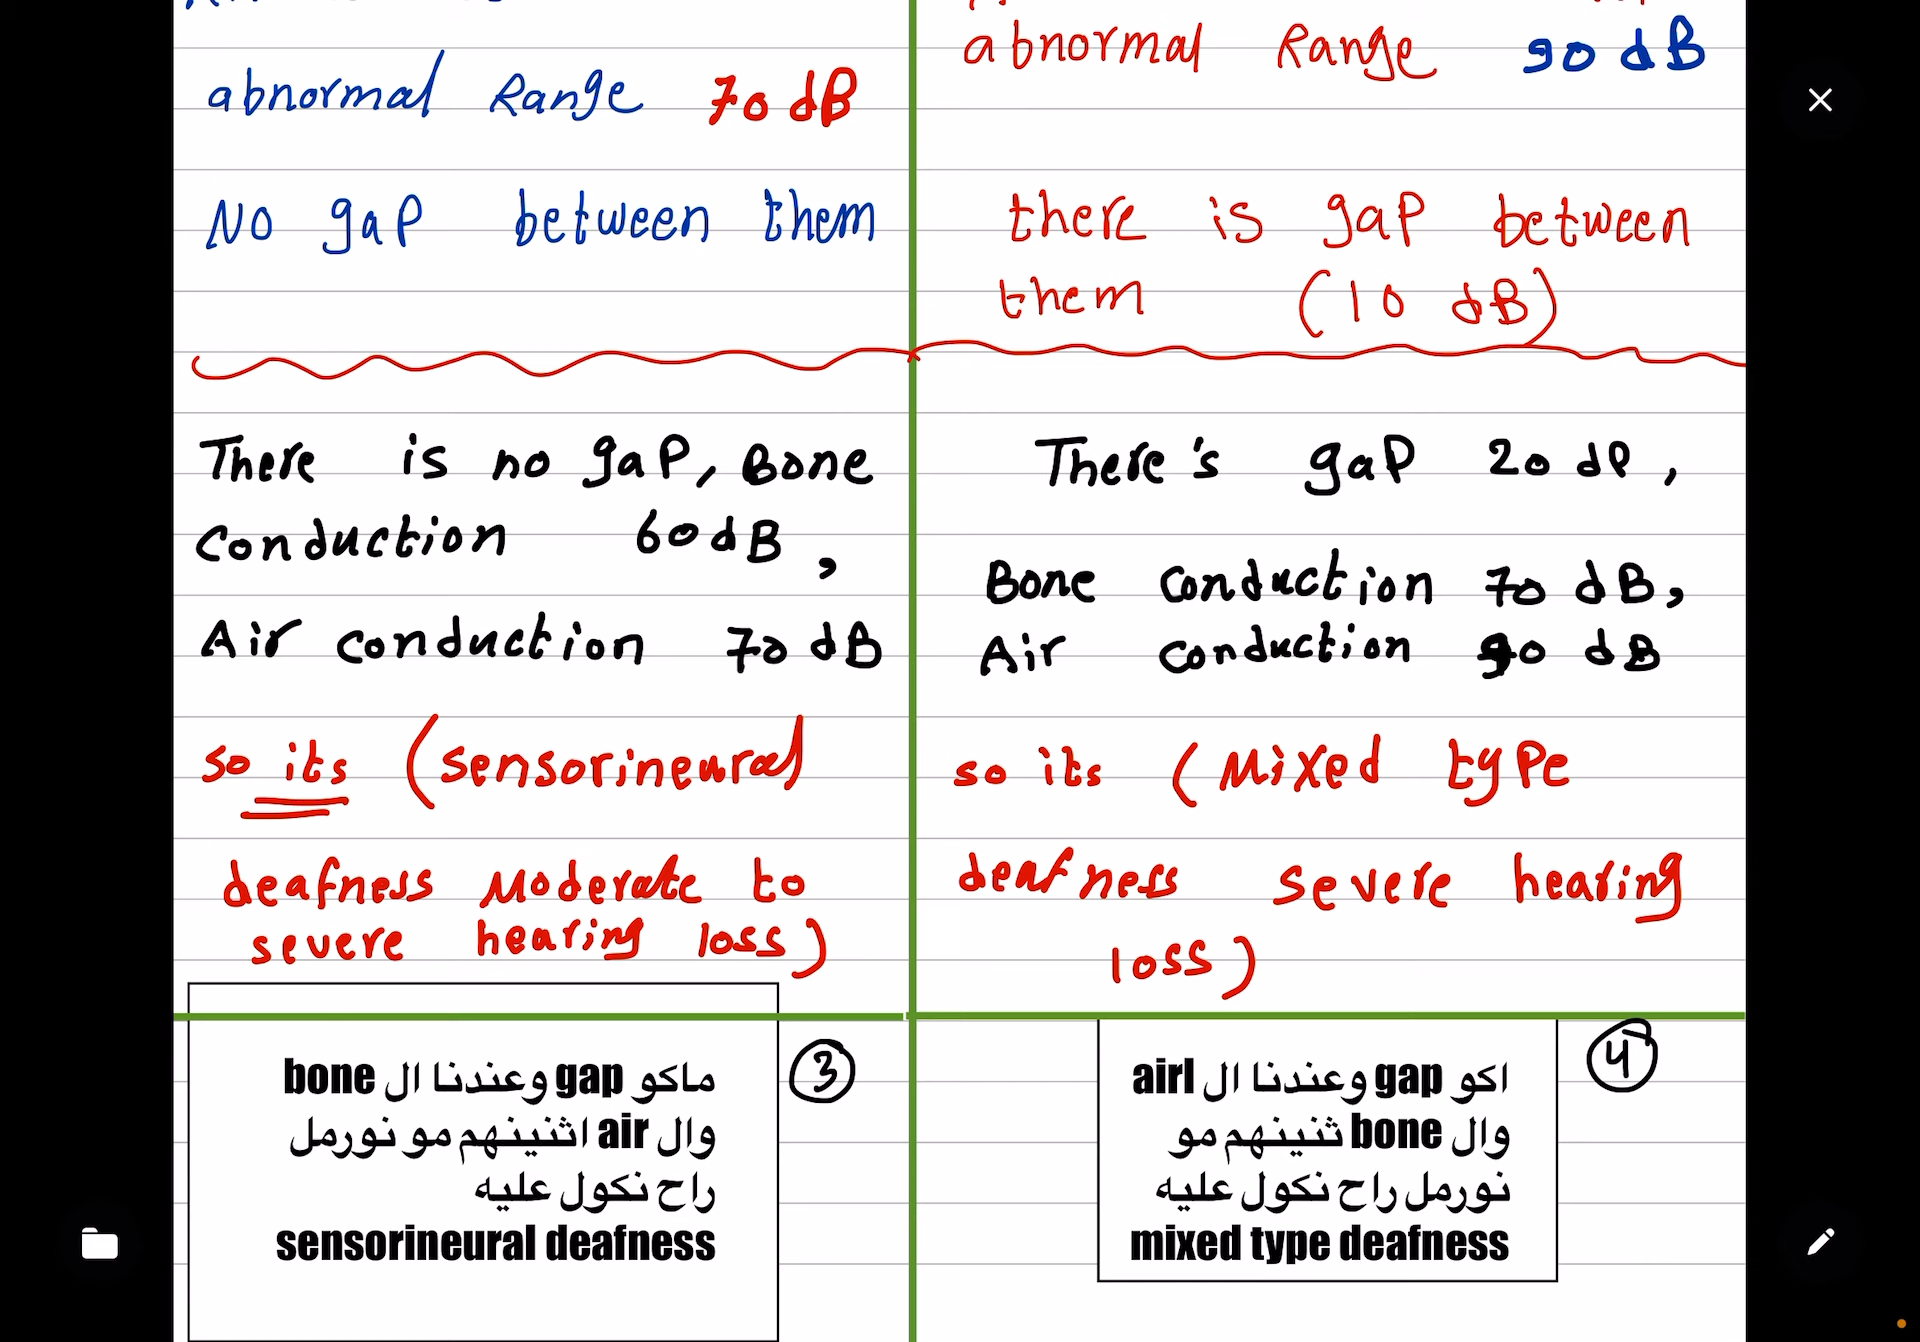 abnormal Range 70 dB
No gap between them
There is no gap, Bone
conduction 60dB,
Air conduction 70 dB
so its (sensorineural
deafness Moderate to
severe hearing loss)
3
ماكو gap وعندنا ال bone
وال air اثنينهم مو نورمل
راح نكول عليه
sensorineural deafness
abnormal Range 90 dB
there is gap between
them (10 dB)
There's gap 20 dP,
Bone conduction 70 dB,
Air conduction 90 dB
so its (Mixed type
deafness severe hearing
loss)
4
اكو gap وعندنا ال airl
وال bone ثنينهم مو
نورمل راح نكول عليه
mixed type deafness